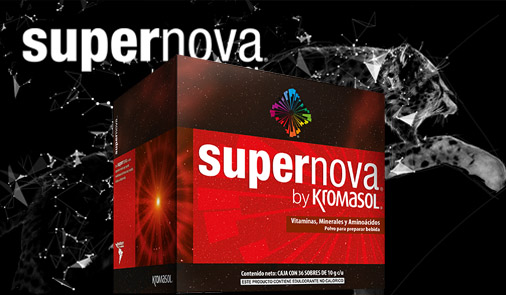 supernova
supernova
by KROMASOL
Vitaminas, Minerales y Aminoácidos
Polvo para preparar bebida
Contenido neto: CAJA CON 36 SOBRES DE 10 g c/u
ESTE PRODUCTO CONTIENE EDULCORANTE NO CALÓRICO
supernova
KROMASOL